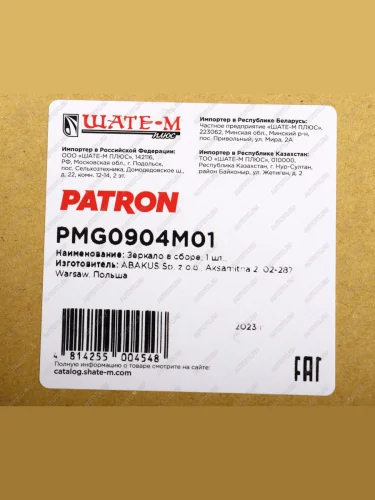 ШАТЕ-М
ПЛЮС
Импортер в Российской Федерации:
ООО «ШАТЕ-М ПЛЮС», 142116,
РФ, Московская обл., г. Подольск,
пос. Сельхозтехника, Домодедовское ш.,
д. 22, комн. 12-14, 2 эт.
Импортер в Республике Беларусь:
Частное предприятие «ШАТЕ-М ПЛЮС»,
223062, Минская обл., Минский р-н,
пос. Привольный, ул. Мира, 2А
Импортер в Республике Казахстан:
ТОО "ШАТЕ-М ПЛЮС", 010000,
Республика Казахстан, г. Нур-Султан,
район Байконыр, ул. Жетиген, д. 2
PATRON
PMG0904M01
Наименование: Зеркало в сборе, 1 шт.
Изготовитель: ABAKUS Sp. z o.o., Aksamitna 2, 02-287
Warsaw, Польша
2023 г
4 814255 004548
Подробнее о товаре смотрите на сайте
catalog.shate-m.com
EAC